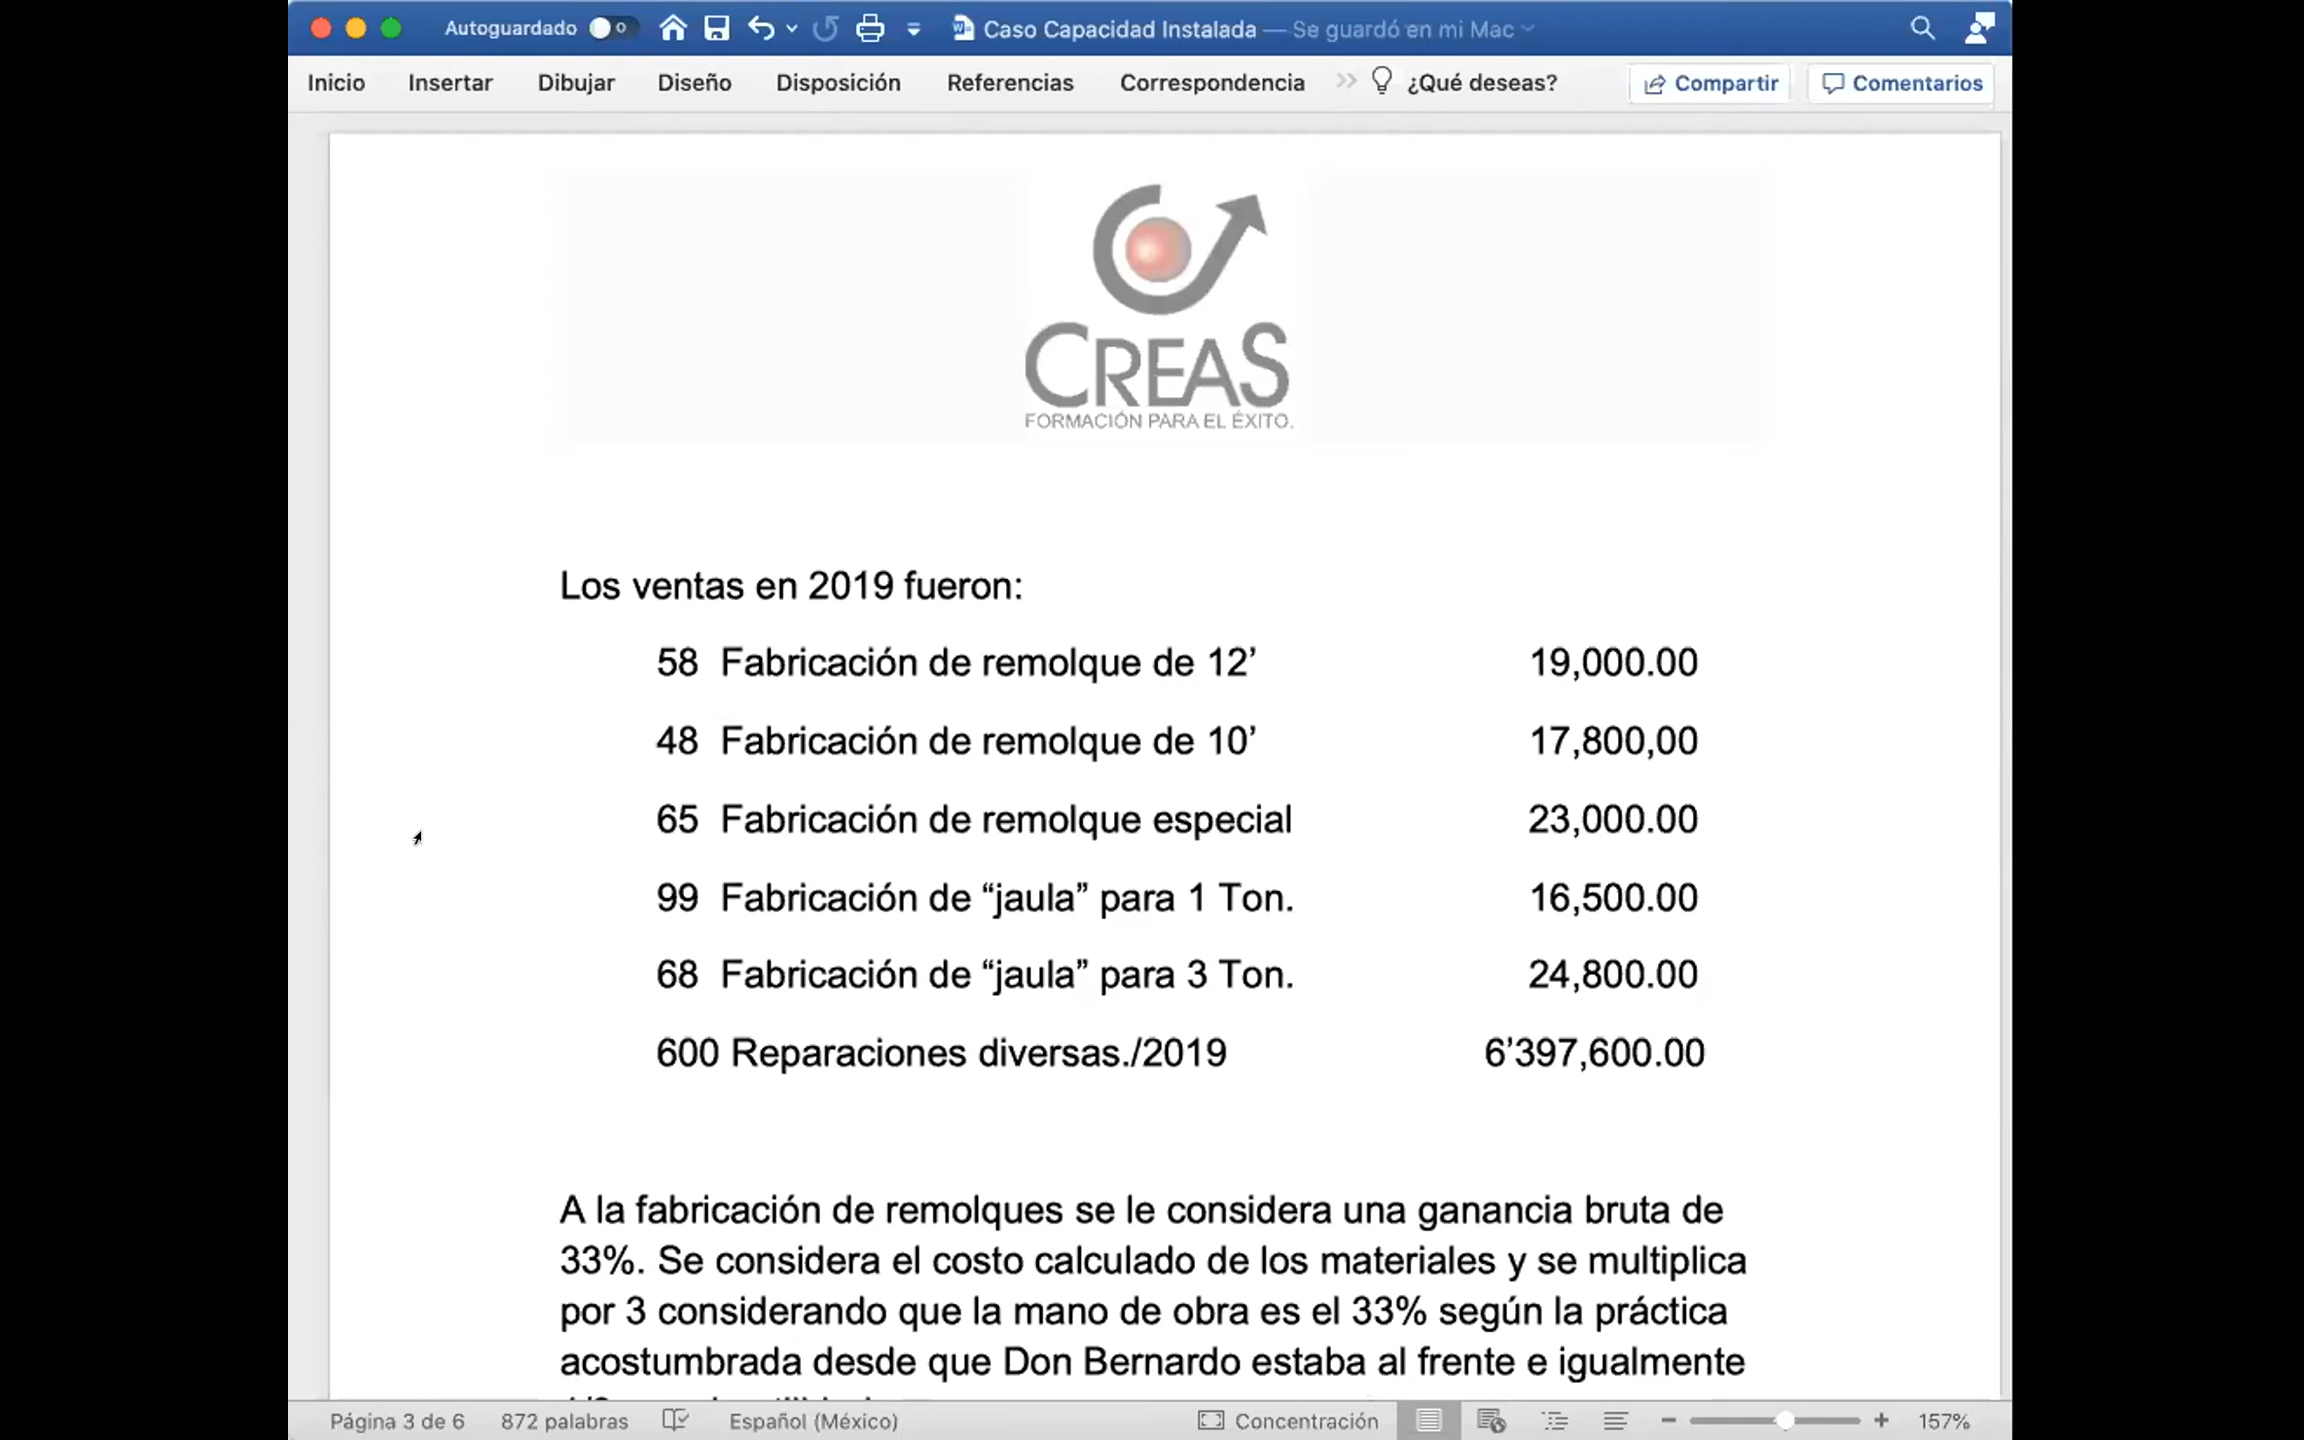 Autoguardado
Caso Capacidad Instalada — Se guardó en mi Mac
Inicio Insertar Dibujar Diseño Disposición Referencias Correspondencia ¿Qué deseas? Compartir Comentarios
CREAS
FORMACIÓN PARA EL ÉXITO.
Los ventas en 2019 fueron:
58 Fabricación de remolque de 12’ 19,000.00
48 Fabricación de remolque de 10’ 17,800,00
65 Fabricación de remolque especial 23,000.00
99 Fabricación de “jaula” para 1 Ton. 16,500.00
68 Fabricación de “jaula” para 3 Ton. 24,800.00
600 Reparaciones diversas./2019 6’397,600.00
A la fabricación de remolques se le considera una ganancia bruta de
33%. Se considera el costo calculado de los materiales y se multiplica
por 3 considerando que la mano de obra es el 33% según la práctica
acostumbrada desde que Don Bernardo estaba al frente e igualmente
Página 3 de 6 872 palabras Español (México) Concentración 157%